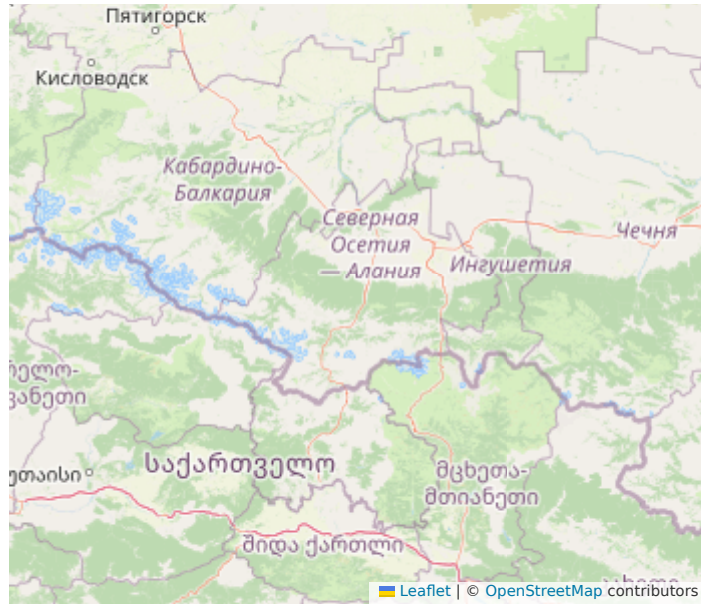 Пятигорск
Кисловодск
Кабардино-
Балкария
Северная
Осетия
— Алания
Чечня
Ингушетия
საქართველო
მცხეთა-
მთიანეთი
შიდა ქართლი
Leaflet | © OpenStreetMap contributors